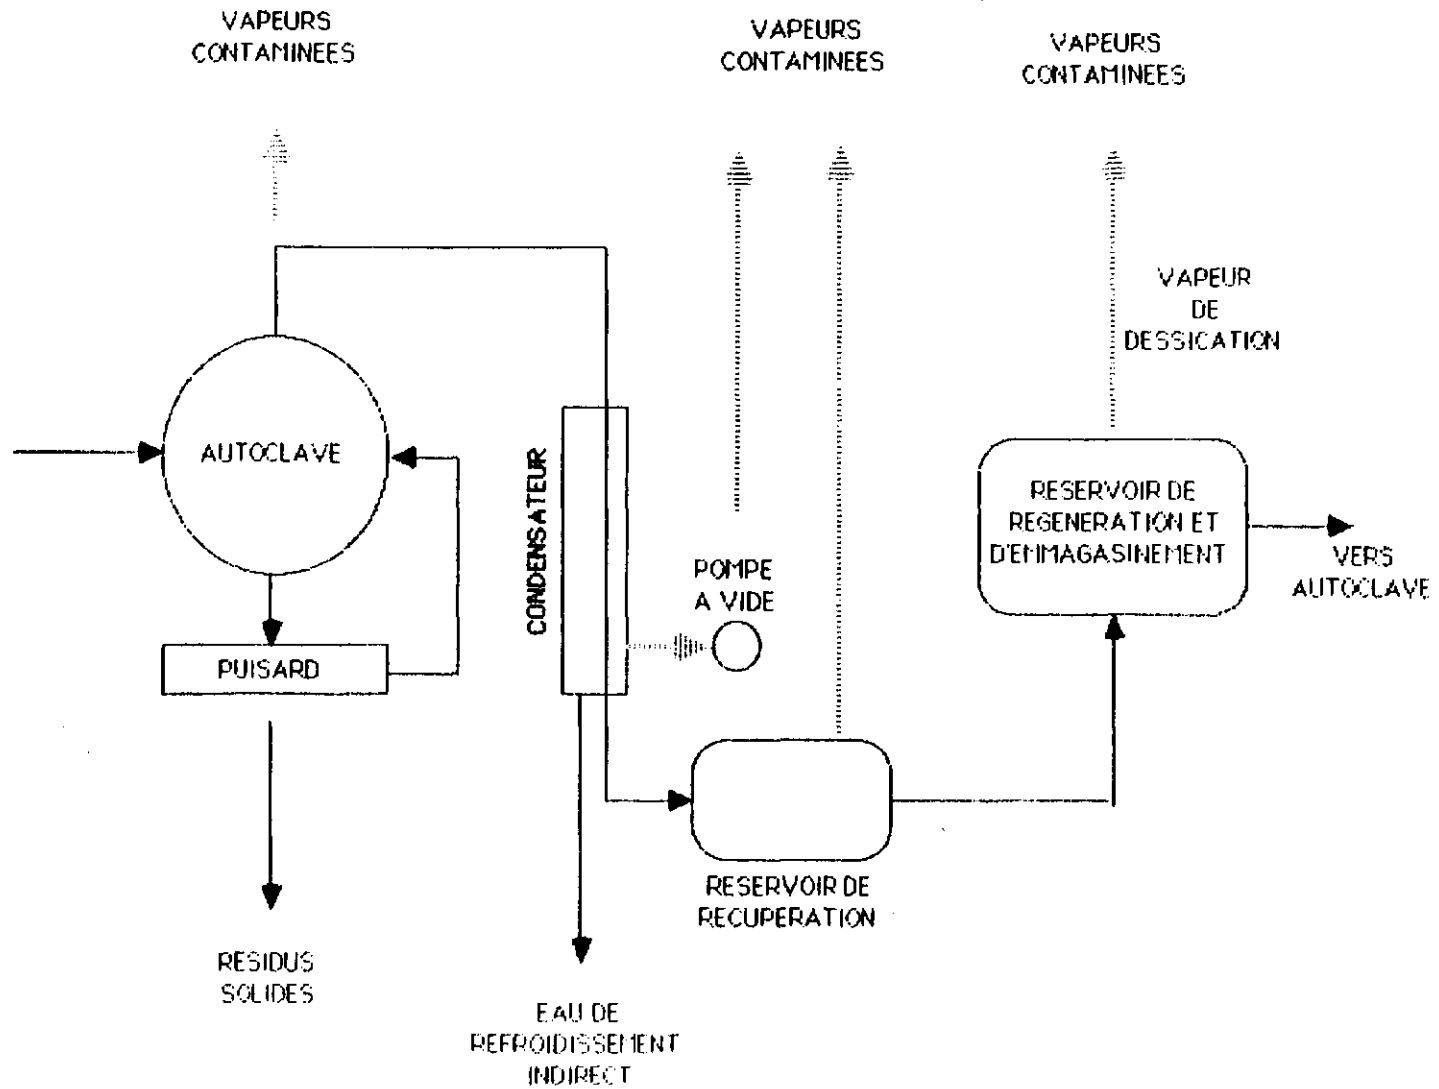 VAPEURS
CONTAMINEES
VAPEURS
CONTAMINEES
VAPEURS
CONTAMINEES
VAPEUR
DE
DESSICATION
AUTOCLAVE
CONDENSATEUR
RESERVOIR DE
REGENERATION ET
D'EMMAGASINEMENT
VERS
AUTOCLAVE
POMPE
A VIDE
PUISARD
RESERVOIR DE
RECUPERATION
RESIDUS
SOLIDES
EAU DE
REFROIDISSEMENT
INDIRECT